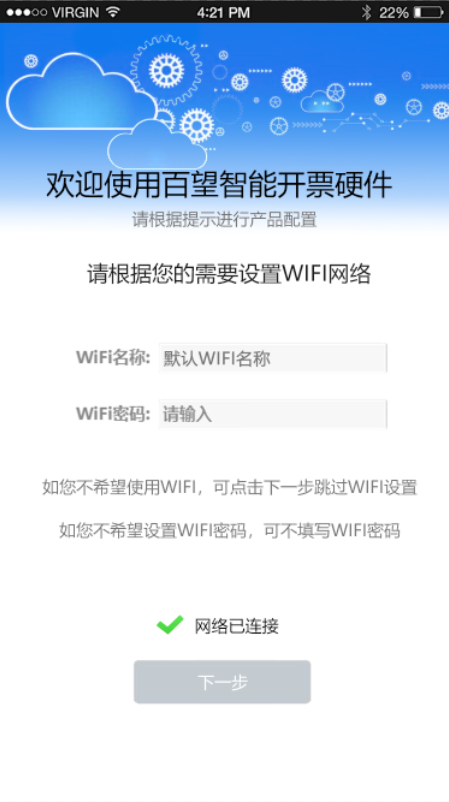 VIRGIN 4:21 PM 22%
欢迎使用百望智能开票硬件
请根据提示进行产品配置
请根据您的需要设置WIFI网络
WiFi名称: 默认WIFI名称
WiFi密码: 请输入
如您不希望使用WIFI，可点击下一步跳过WIFI设置
如您不希望设置WIFI密码，可不填写WIFI密码
网络已连接
下一步